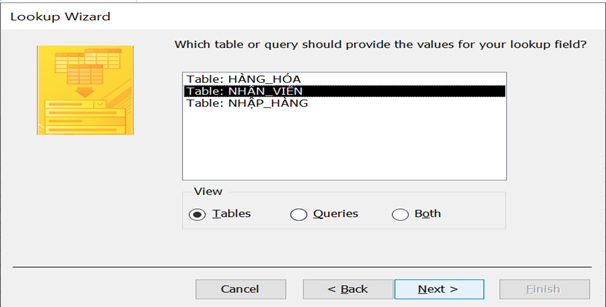 Lookup Wizard
Which table or query should provide the values for your lookup field?
Table: HÀNG_HÓA
Table: NHÂN_VIÊN
Table: NHẬP_HÀNG
View
Tables Queries Both
Cancel < Back Next > Finish